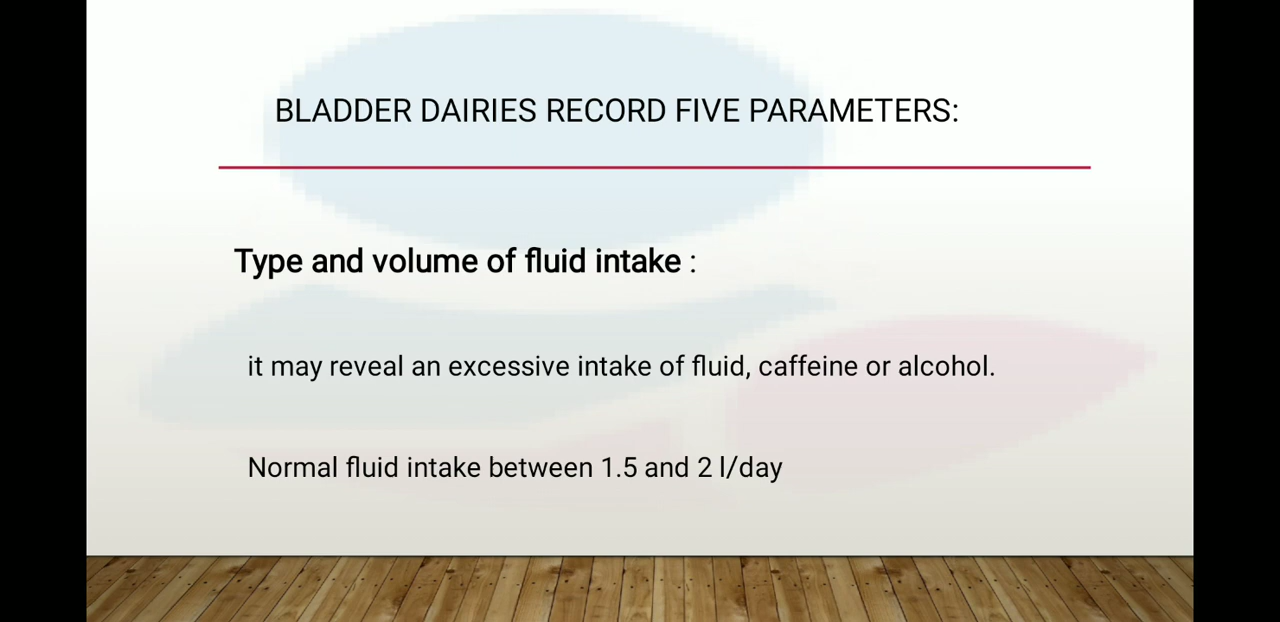 BLADDER DAIRIES RECORD FIVE PARAMETERS:
Type and volume of fluid intake :
it may reveal an excessive intake of fluid, caffeine or alcohol.
Normal fluid intake between 1.5 and 2 l/day